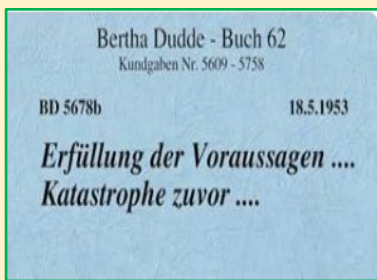 Bertha Dudde - Buch 62
Kundgaben Nr. 5609 - 5758
BD 5678b 18.5.1953
Erfüllung der Voraussagen ....
Katastrophe zuvor ....